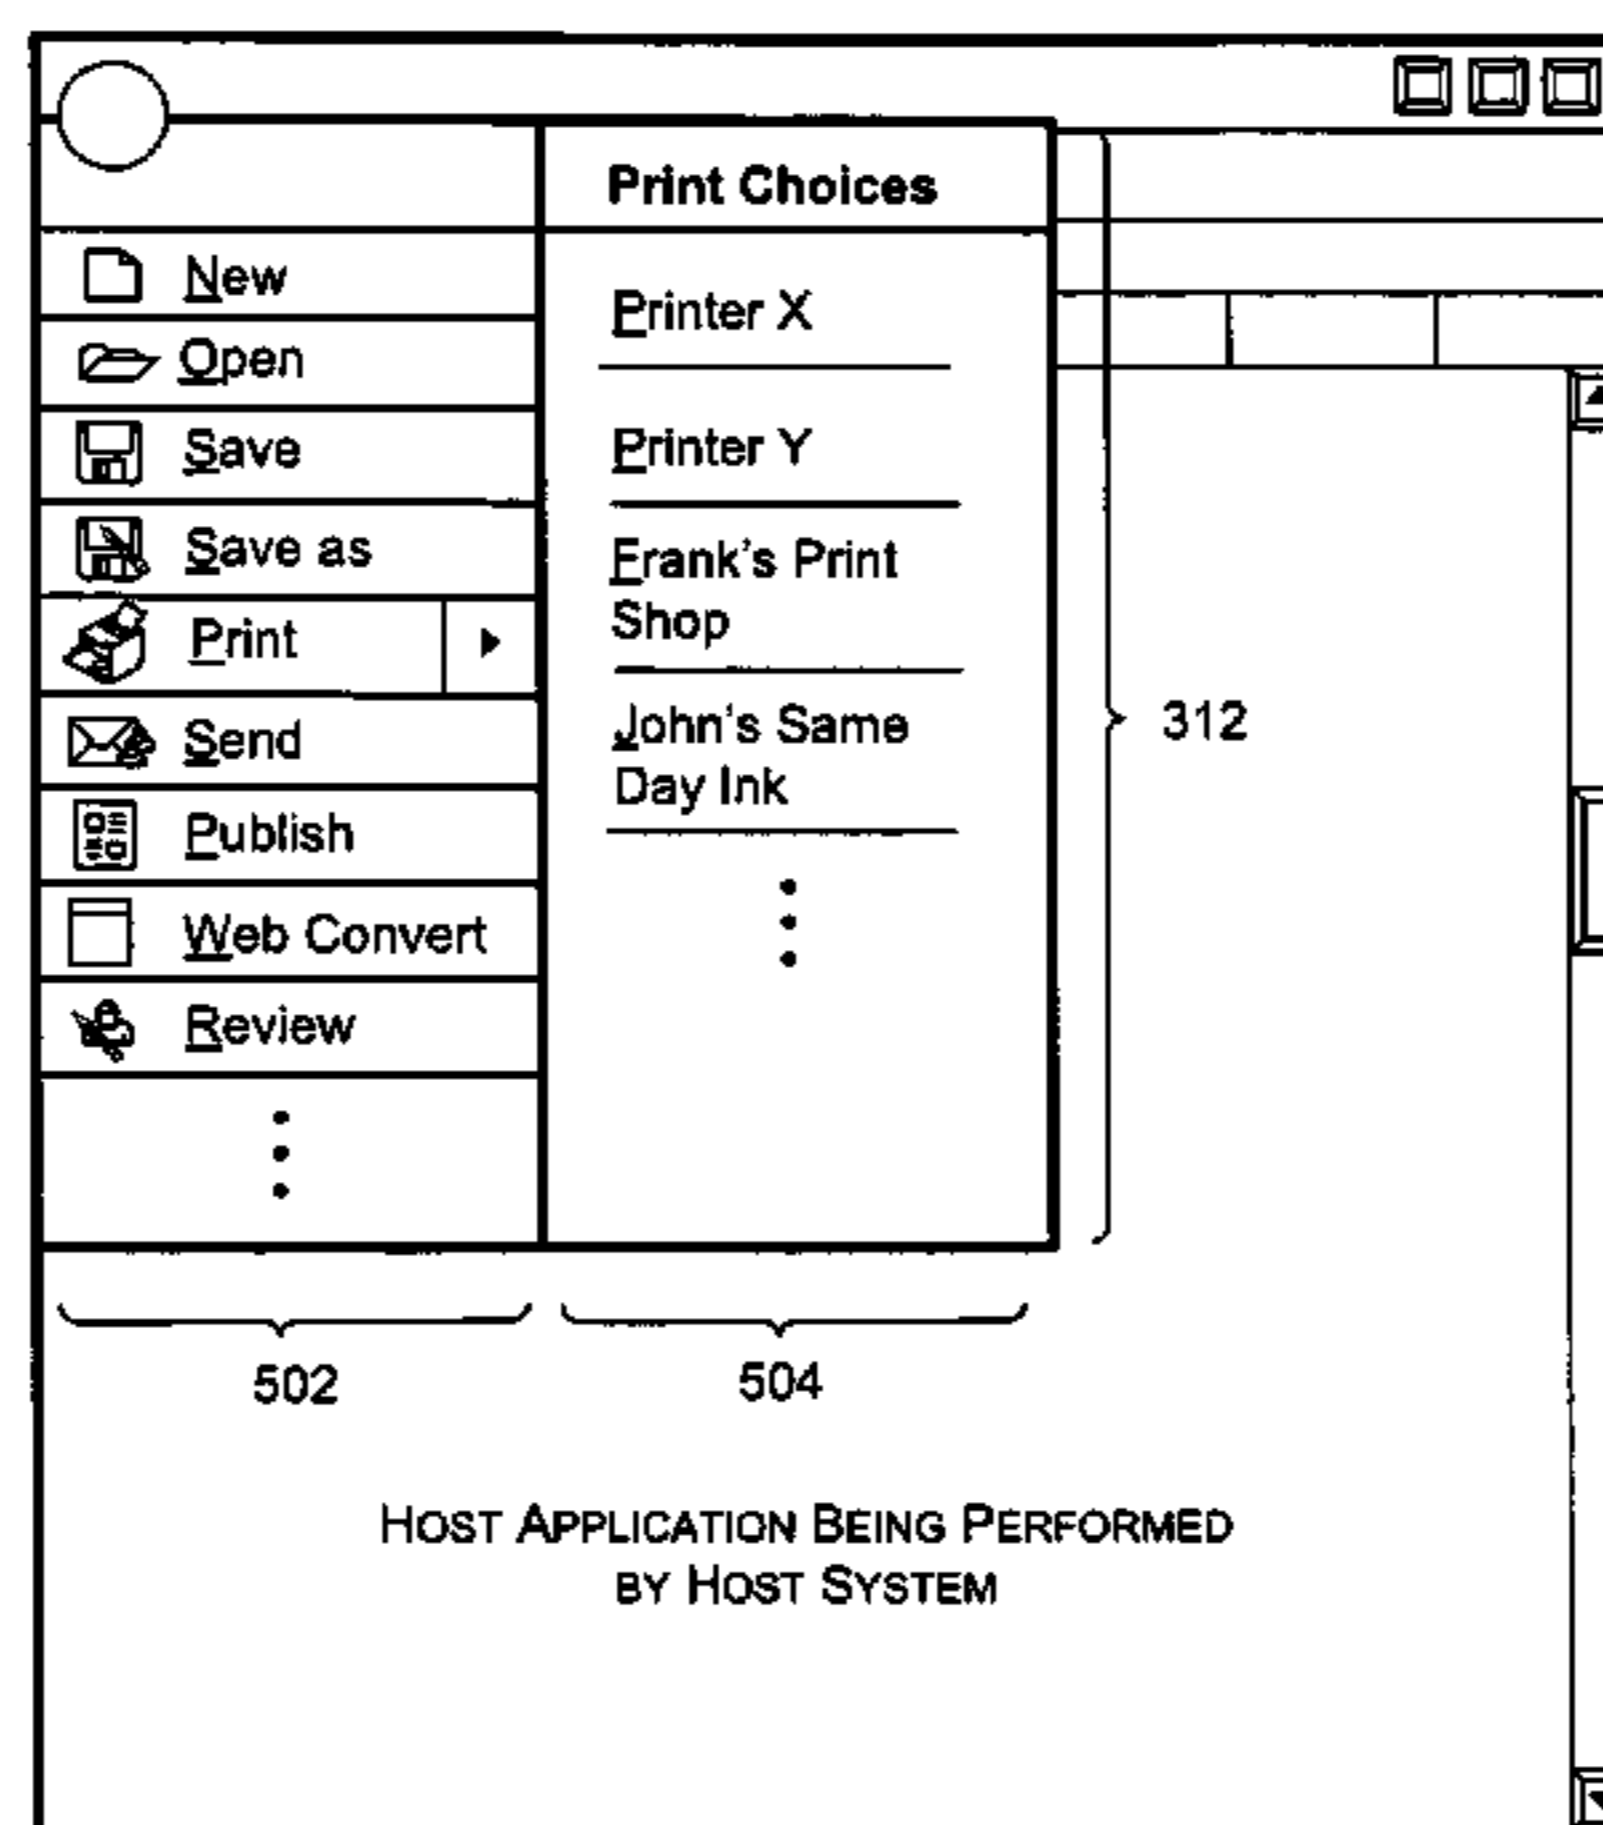 Print Choices
New
Open
Save
Save as
Print
Send
Publish
Web Convert
Review
Printer X
Printer Y
Frank's Print
Shop
John's Same
Day Ink
312
502
504
HOST APPLICATION BEING PERFORMED
BY HOST SYSTEM